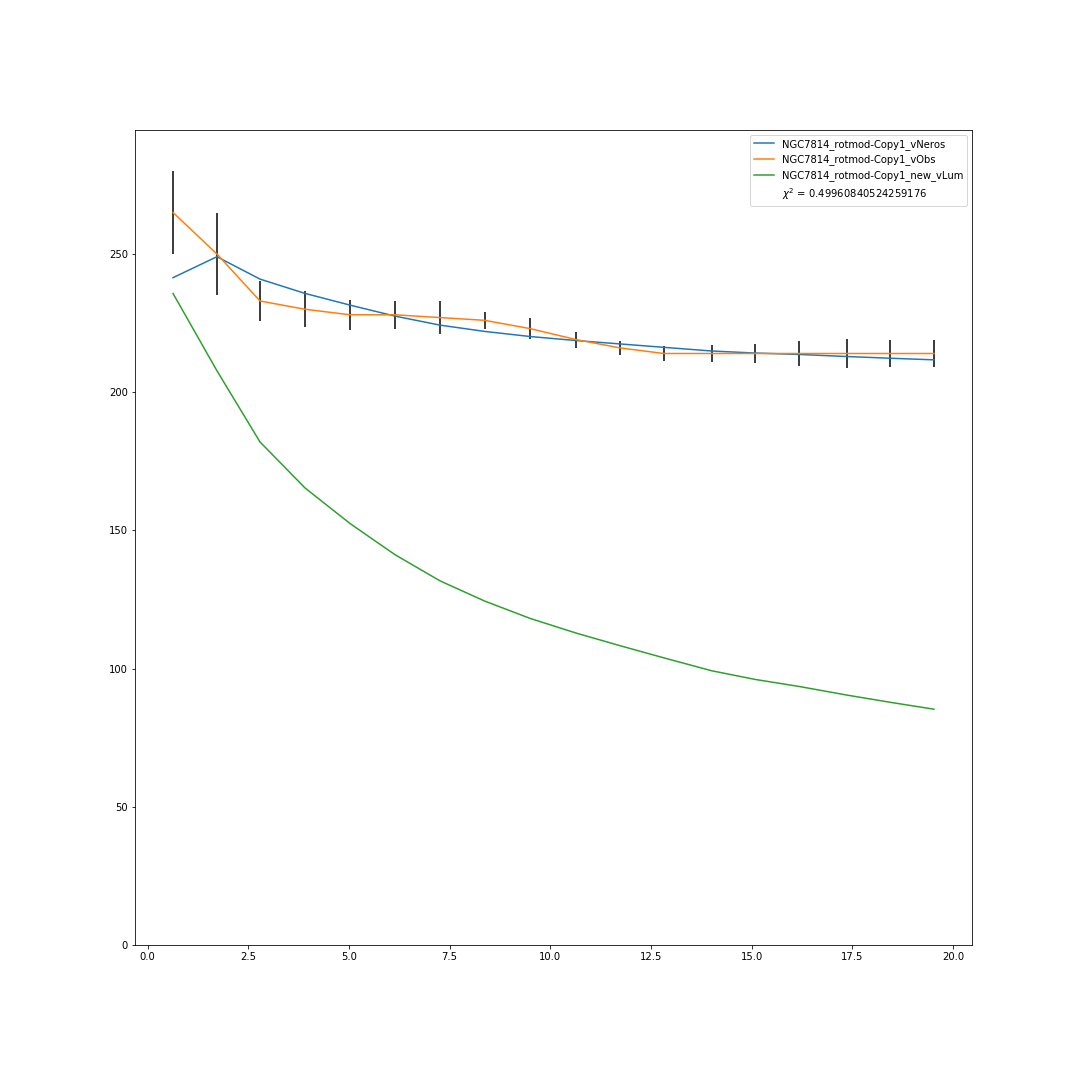 NGC7814_rotmod-Copy1_vNeros
NGC7814_rotmod-Copy1_vObs
NGC7814_rotmod-Copy1_new_vLum
χ² = 0.49960840524259176
250
200
150
100
50
0
0.0 2.5 5.0 7.5 10.0 12.5 15.0 17.5 20.0